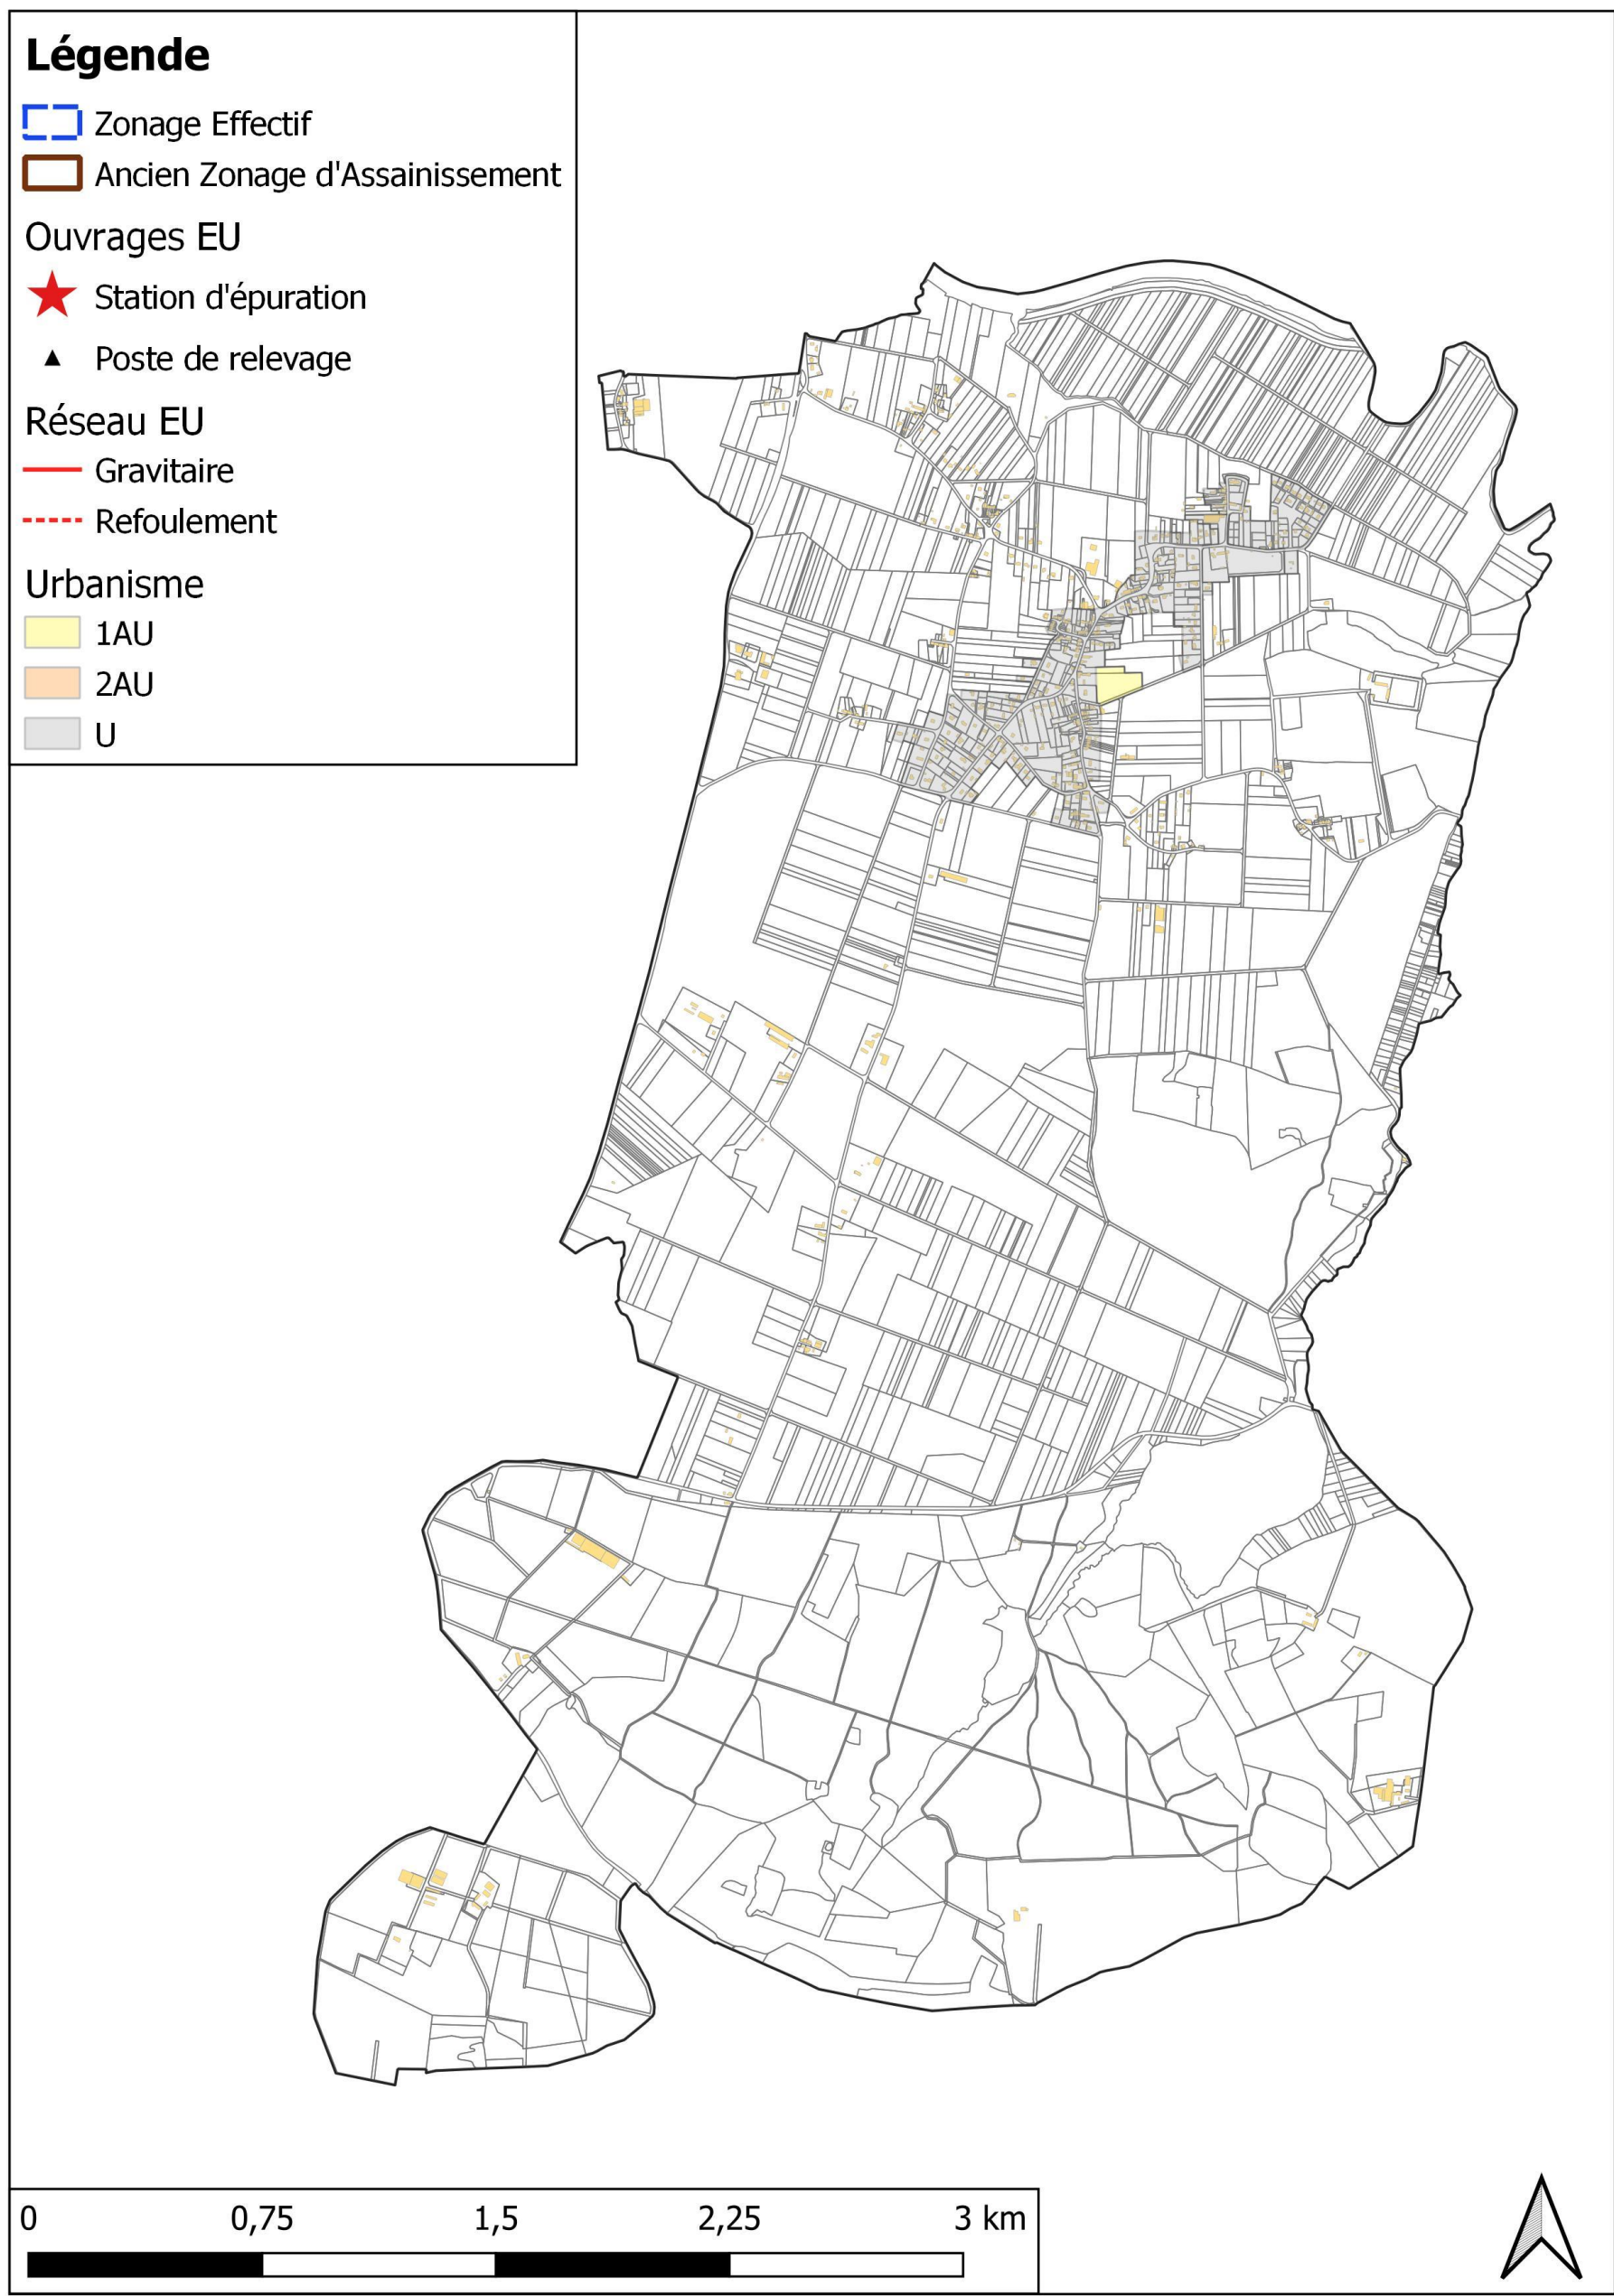 Légende
Zonage Effectif
Ancien Zonage d'Assainissement
Ouvrages EU
Station d'épuration
Poste de relevage
Réseau EU
Gravitaire
Refoulement
Urbanisme
1AU
2AU
U
0 0,75 1,5 2,25 3 km